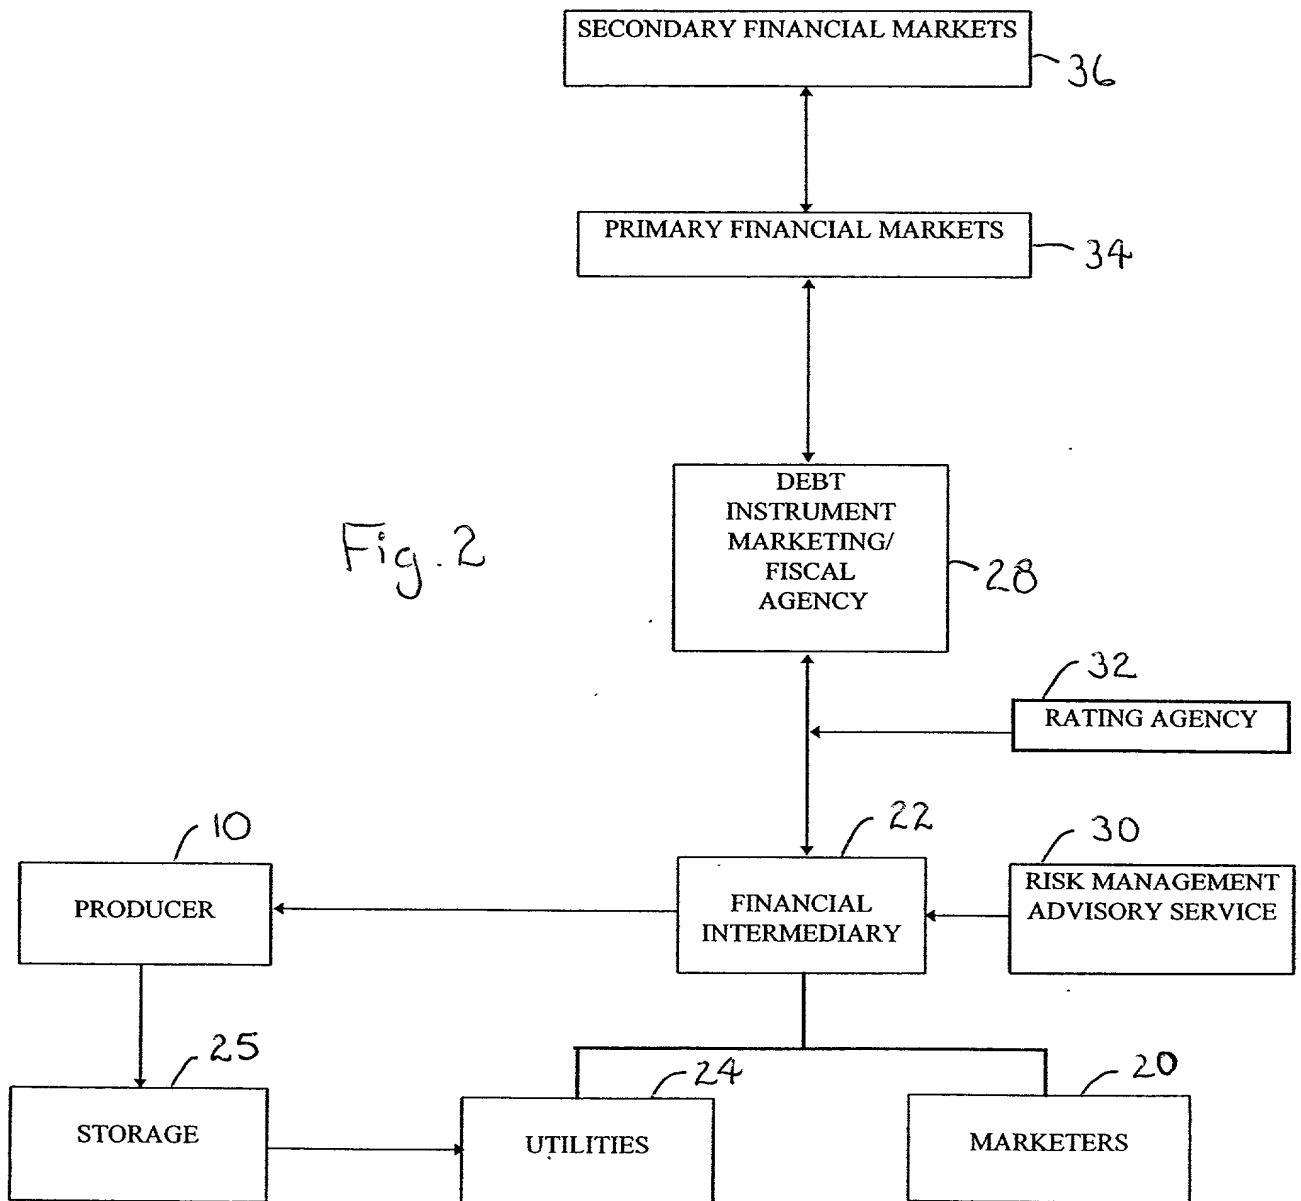 SECONDARY FINANCIAL MARKETS
36
PRIMARY FINANCIAL MARKETS
34
DEBT
INSTRUMENT
MARKETING/
FISCAL
AGENCY
28
Fig. 2
32
RATING AGENCY
10
PRODUCER
22
FINANCIAL
INTERMEDIARY
30
RISK MANAGEMENT
ADVISORY SERVICE
25
STORAGE
24
UTILITIES
20
MARKETERS